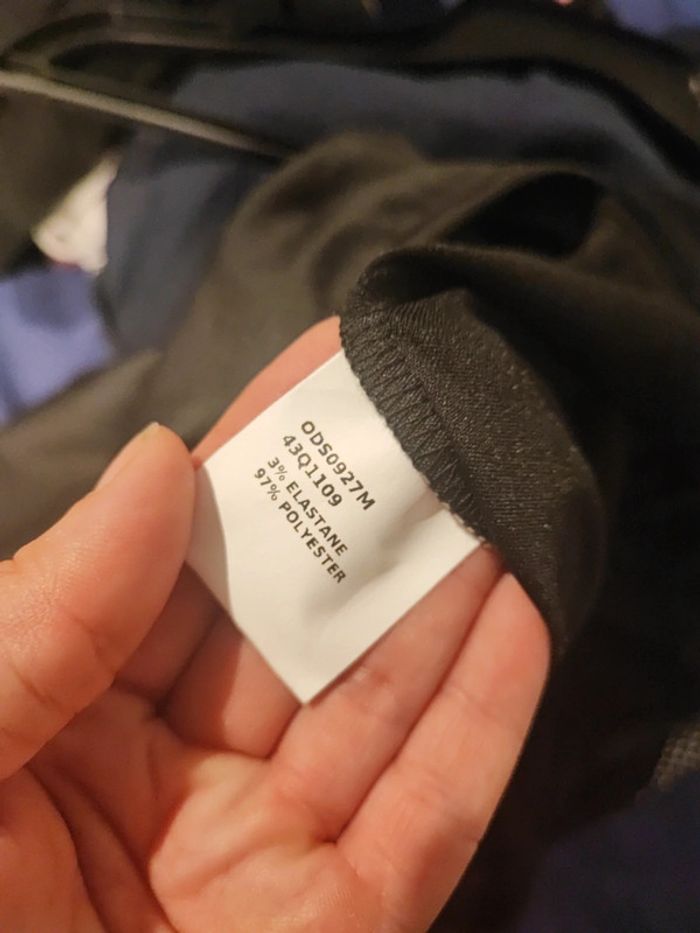 ODS0927M
43Q1109
3% ELASTANE
97% POLYESTER